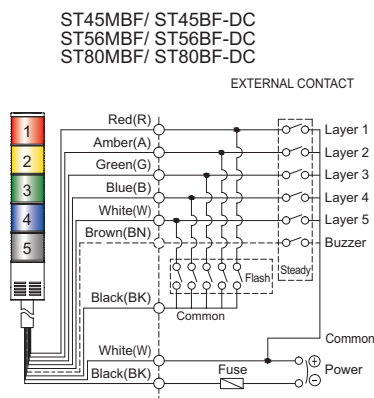 ST45MBF/ ST45BF-DC
ST56MBF/ ST56BF-DC
ST80MBF/ ST80BF-DC
EXTERNAL CONTACT
1
2
3
4
5
Red(R)
Amber(A)
Green(G)
Blue(B)
White(W)
Brown(BN)
Layer 1
Layer 2
Layer 3
Layer 4
Layer 5
Buzzer
Flash
Steady
Black(BK)
Common
White(W)
Common
Black(BK)
Fuse
+
-
Power